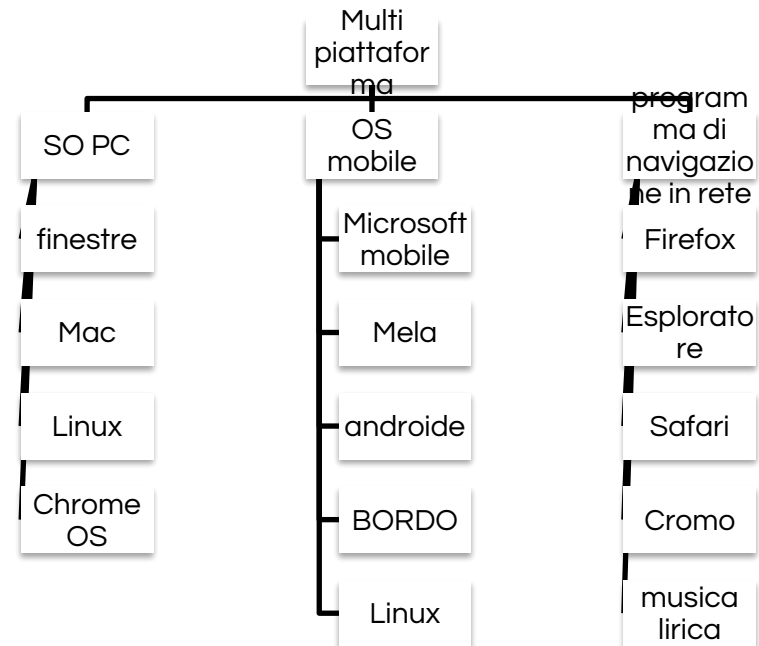 Multi
piattafor
ma
SO PC
finestre
Mac
Linux
Chrome
OS
OS
mobile
Microsoft
mobile
Mela
androide
BORDO
Linux
program
ma di
navigazio
ne in rete
Firefox
Esplorato
re
Safari
Cromo
musica
lirica